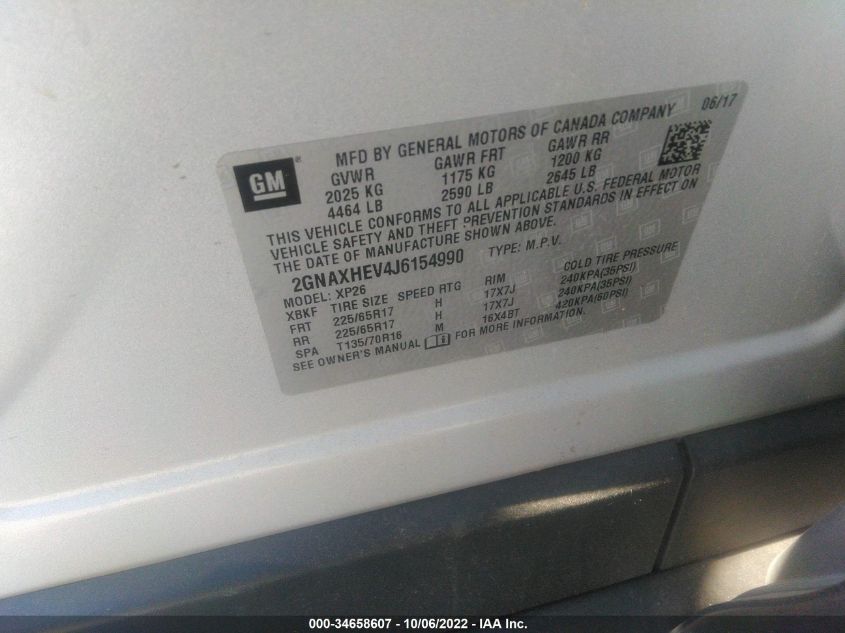 06/17
GM ®
MFD BY GENERAL MOTORS OF CANADA COMPANY
GVWR GAWR FRT GAWR RR
2025 KG 1175 KG 1200 KG
4464 LB 2590 LB 2645 LB
THIS VEHICLE CONFORMS TO ALL APPLICABLE U.S. FEDERAL MOTOR
VEHICLE SAFETY AND THEFT PREVENTION STANDARDS IN EFFECT ON
THE DATE OF MANUFACTURE SHOWN ABOVE.
2GNAXHEV4J6154990 TYPE: M.P.V.
MODEL: XP26
XBKF TIRE SIZE SPEED RTG RIM COLD TIRE PRESSURE
FRT 225/65R17 H 17X7J 240KPA(35PSI)
RR 225/65R17 H 17X7J 240KPA(35PSI)
SPA T135/70R16 M 16X4BT 420KPA(60PSI)
SEE OWNER'S MANUAL FOR MORE INFORMATION.
000-34658607 - 10/06/2022 - IAA Inc.